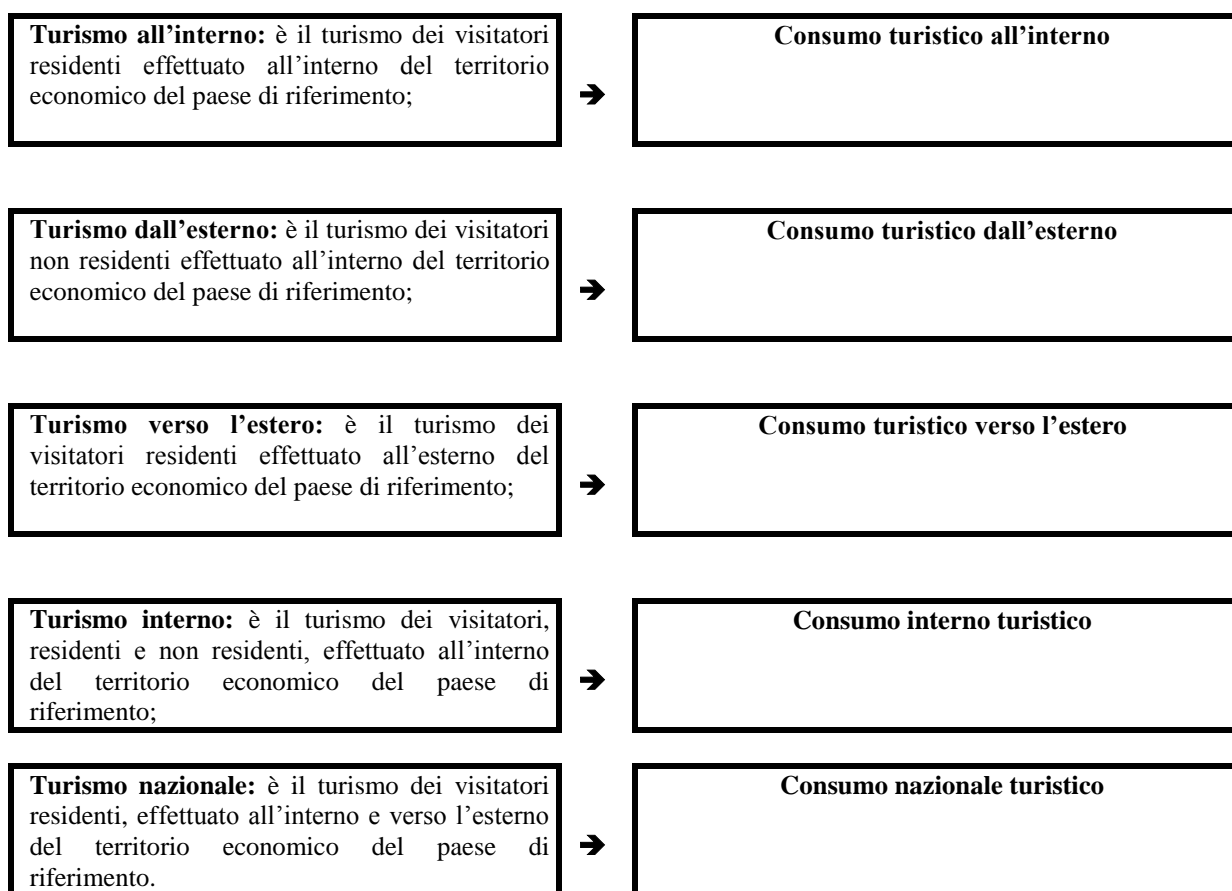 Turismo all’interno: è il turismo dei visitatori
residenti effettuato all’interno del territorio
economico del paese di riferimento;
➔
Consumo turistico all’interno
Turismo dall’esterno: è il turismo dei visitatori
non residenti effettuato all’interno del territorio
economico del paese di riferimento;
➔
Consumo turistico dall’esterno
Turismo verso l’estero: è il turismo dei
visitatori residenti effettuato all’esterno del
territorio economico del paese di riferimento;
➔
Consumo turistico verso l’estero
Turismo interno: è il turismo dei visitatori,
residenti e non residenti, effettuato all’interno
del territorio economico del paese di
riferimento;
➔
Consumo interno turistico
Turismo nazionale: è il turismo dei visitatori
residenti, effettuato all’interno e verso l’esterno
del territorio economico del paese di
riferimento.
➔
Consumo nazionale turistico